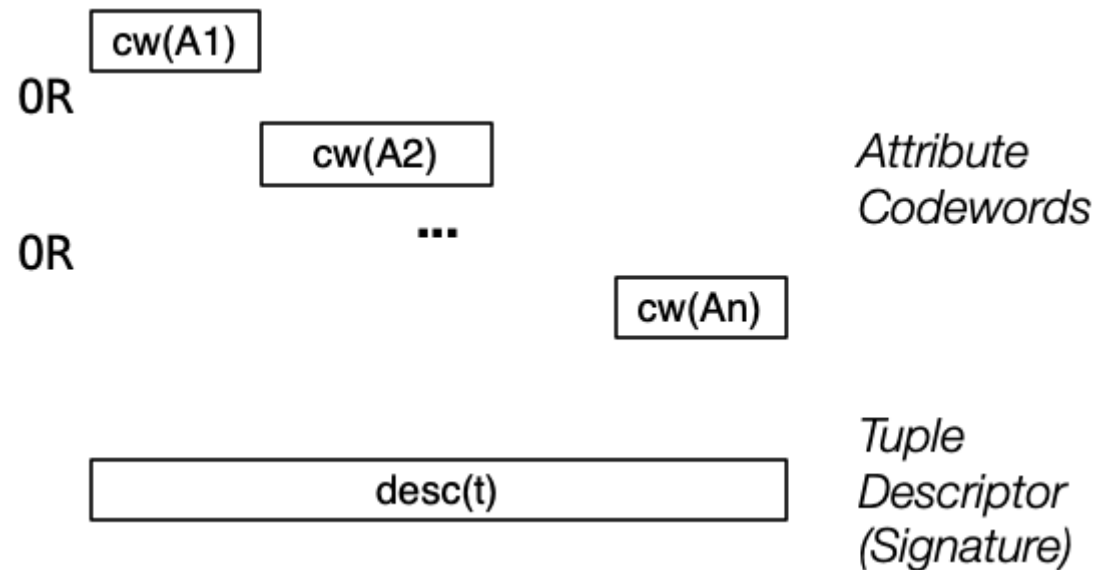 cw(A1)
OR
cw(A2)
Attribute
Codewords
...
OR
cw(An)
Tuple
Descriptor
(Signature)
desc(t)